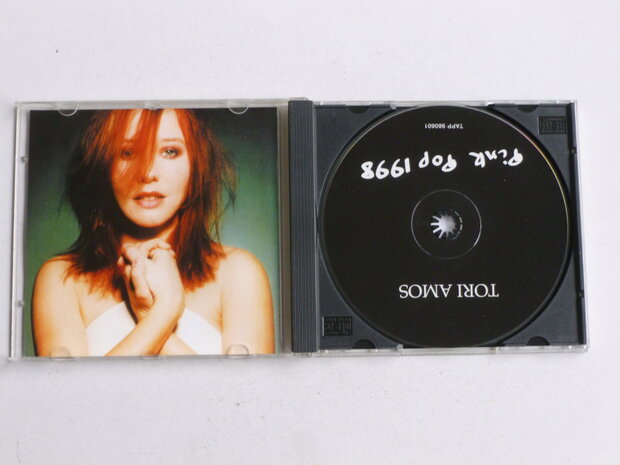 TAPP 980601
Pink Pop 1998
TORI AMOS